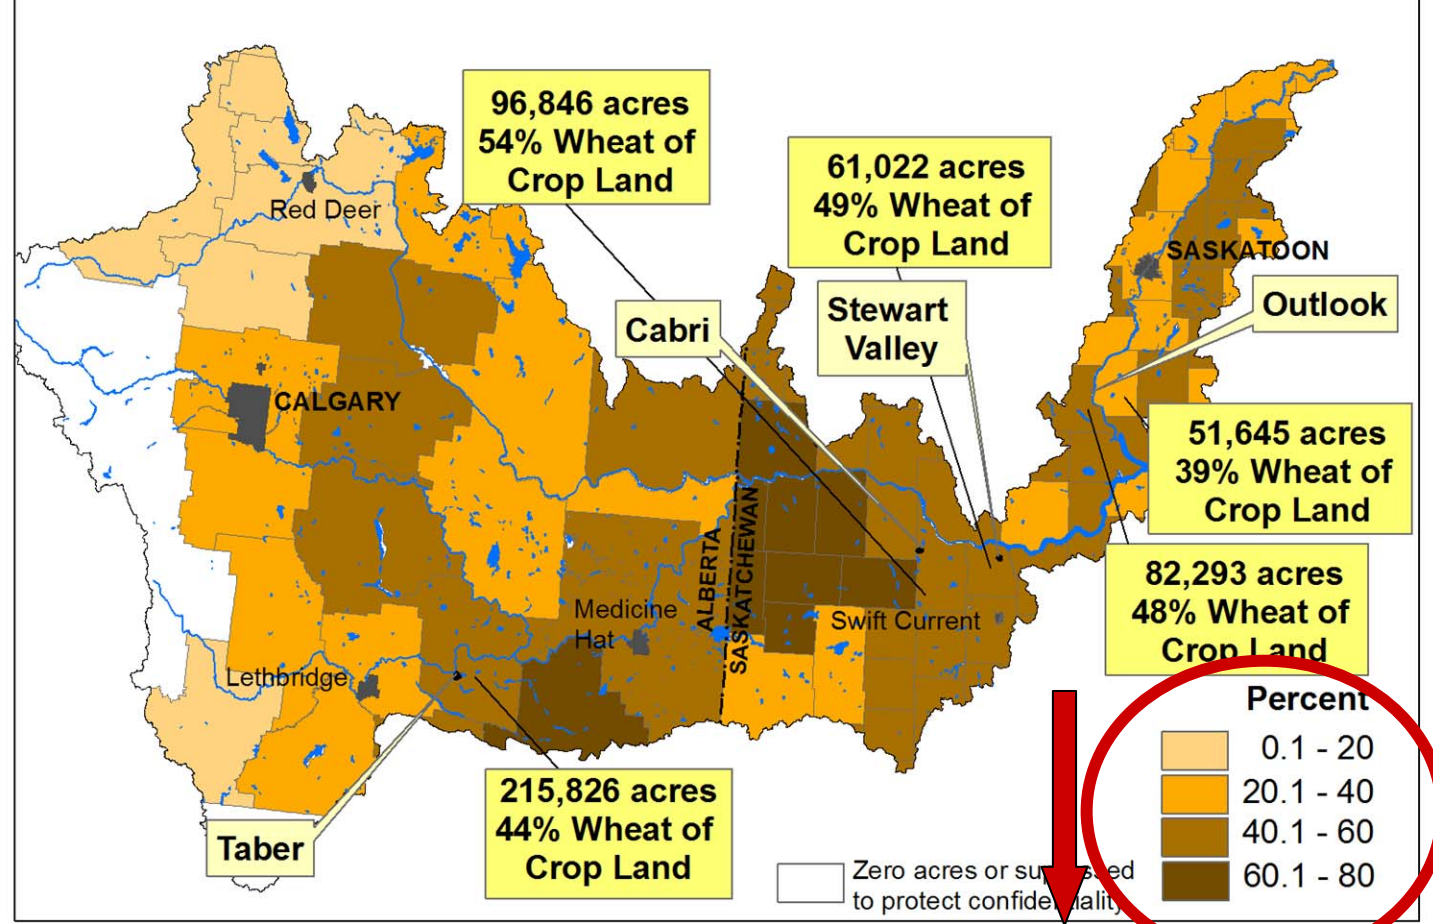 96,846 acres
54% Wheat of
Crop Land
61,022 acres
49% Wheat of
Crop Land
Red Deer
SASKATOON
Outlook
Stewart
Valley
Cabri
CALGARY
51,645 acres
39% Wheat of
Crop Land
ALBERTA
SASKATCHEWAN
82,293 acres
48% Wheat of
Crop Land
Medicine
Hat
Swift Current
Lethbridge
Taber
215,826 acres
44% Wheat of
Crop Land
Percent
0.1 - 20
20.1 - 40
40.1 - 60
60.1 - 80
Zero acres or
to protect